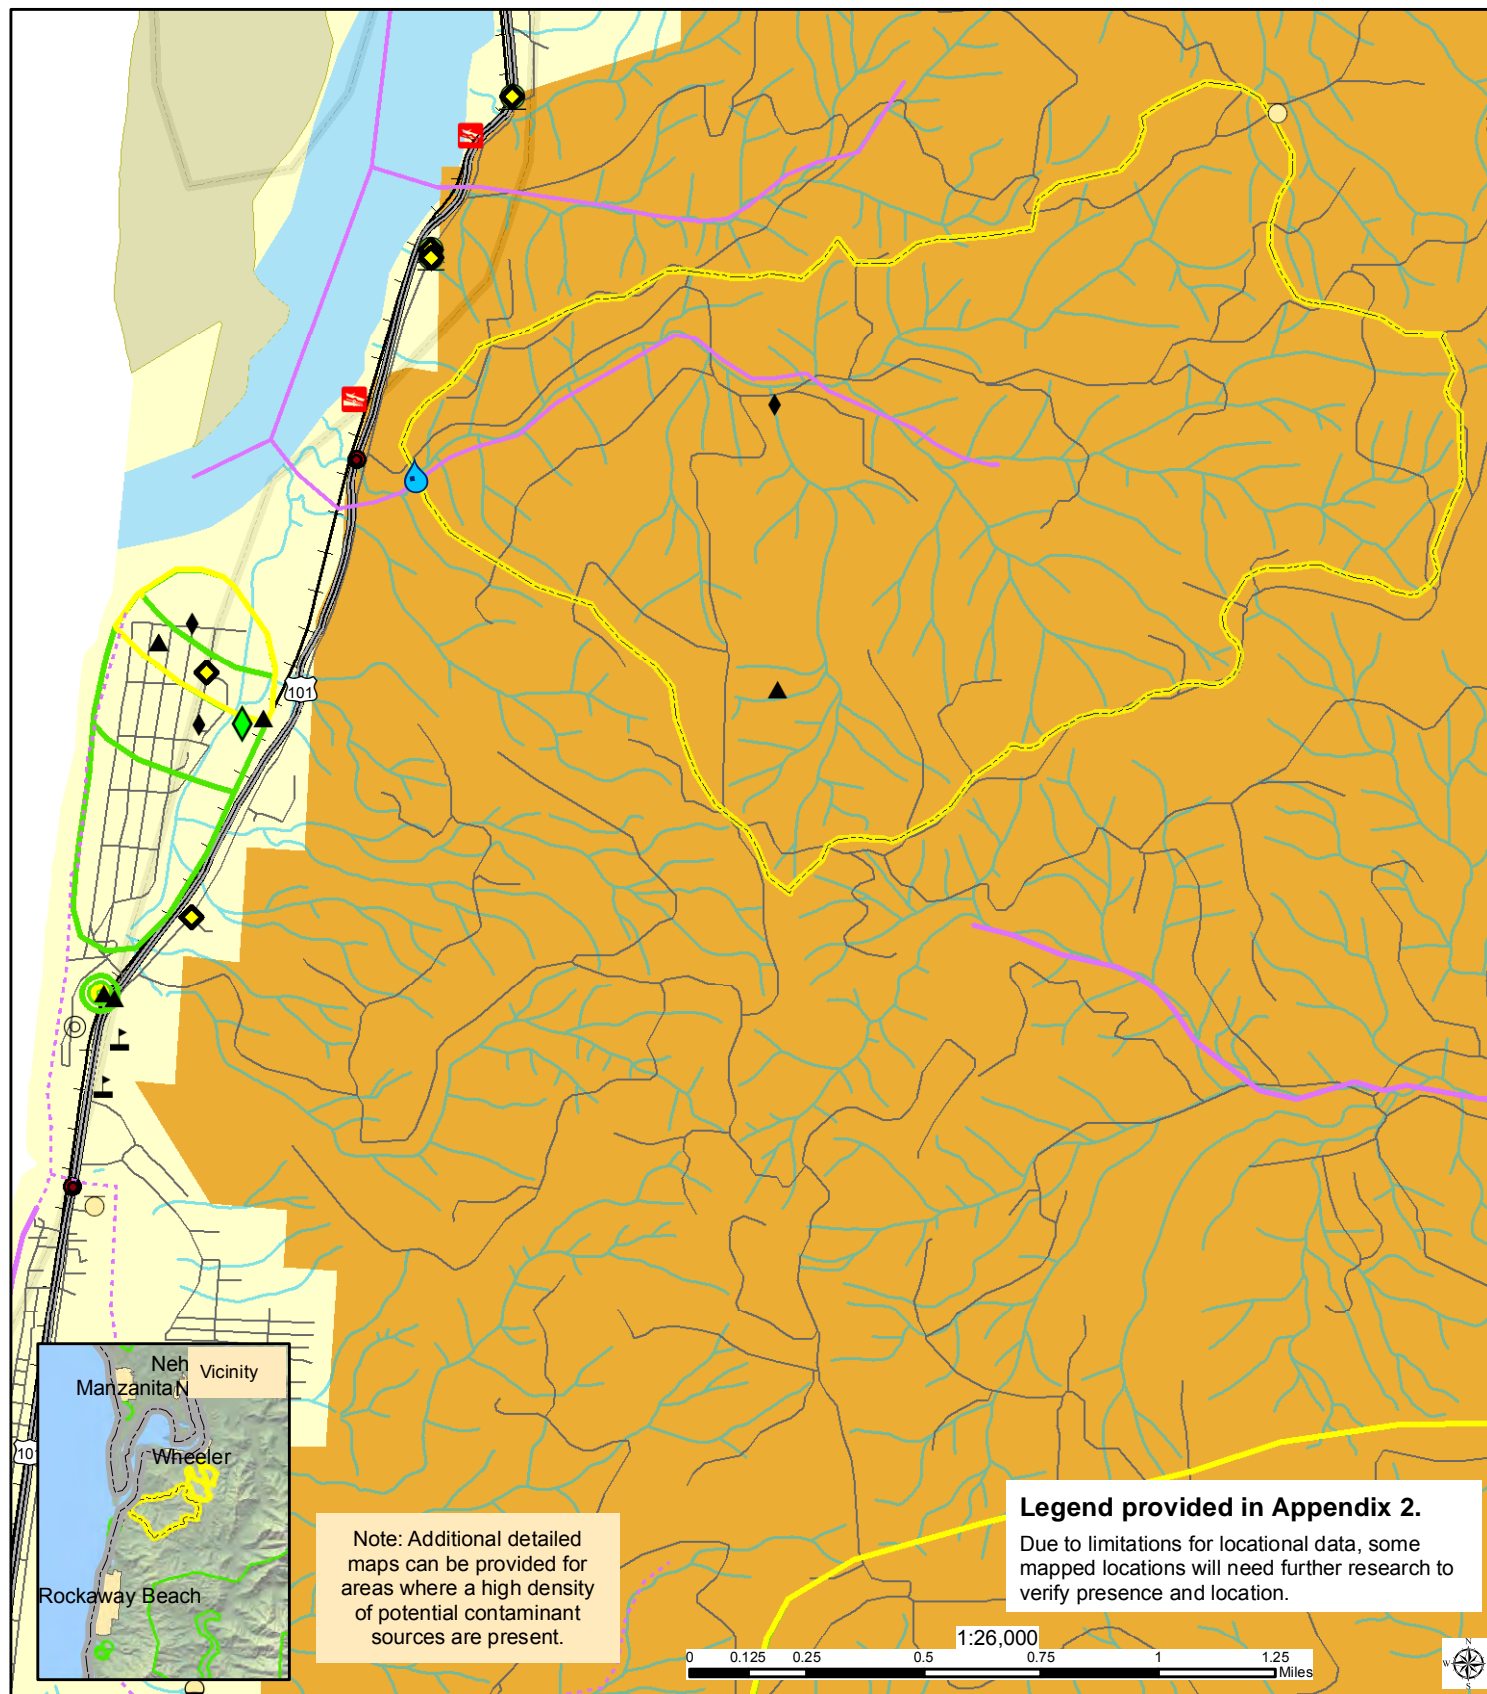 101
Neh
Vicinity
Manzanita N
101
Wheeler
Rockaway Beach
Note: Additional detailed
maps can be provided for
areas where a high density
of potential contaminant
sources are present.
Legend provided in Appendix 2.
Due to limitations for locational data, some
mapped locations will need further research to
verify presence and location.
1:26,000
0 0.125 0.25 0.5 0.75 1 1.25
Miles
N
W E
S